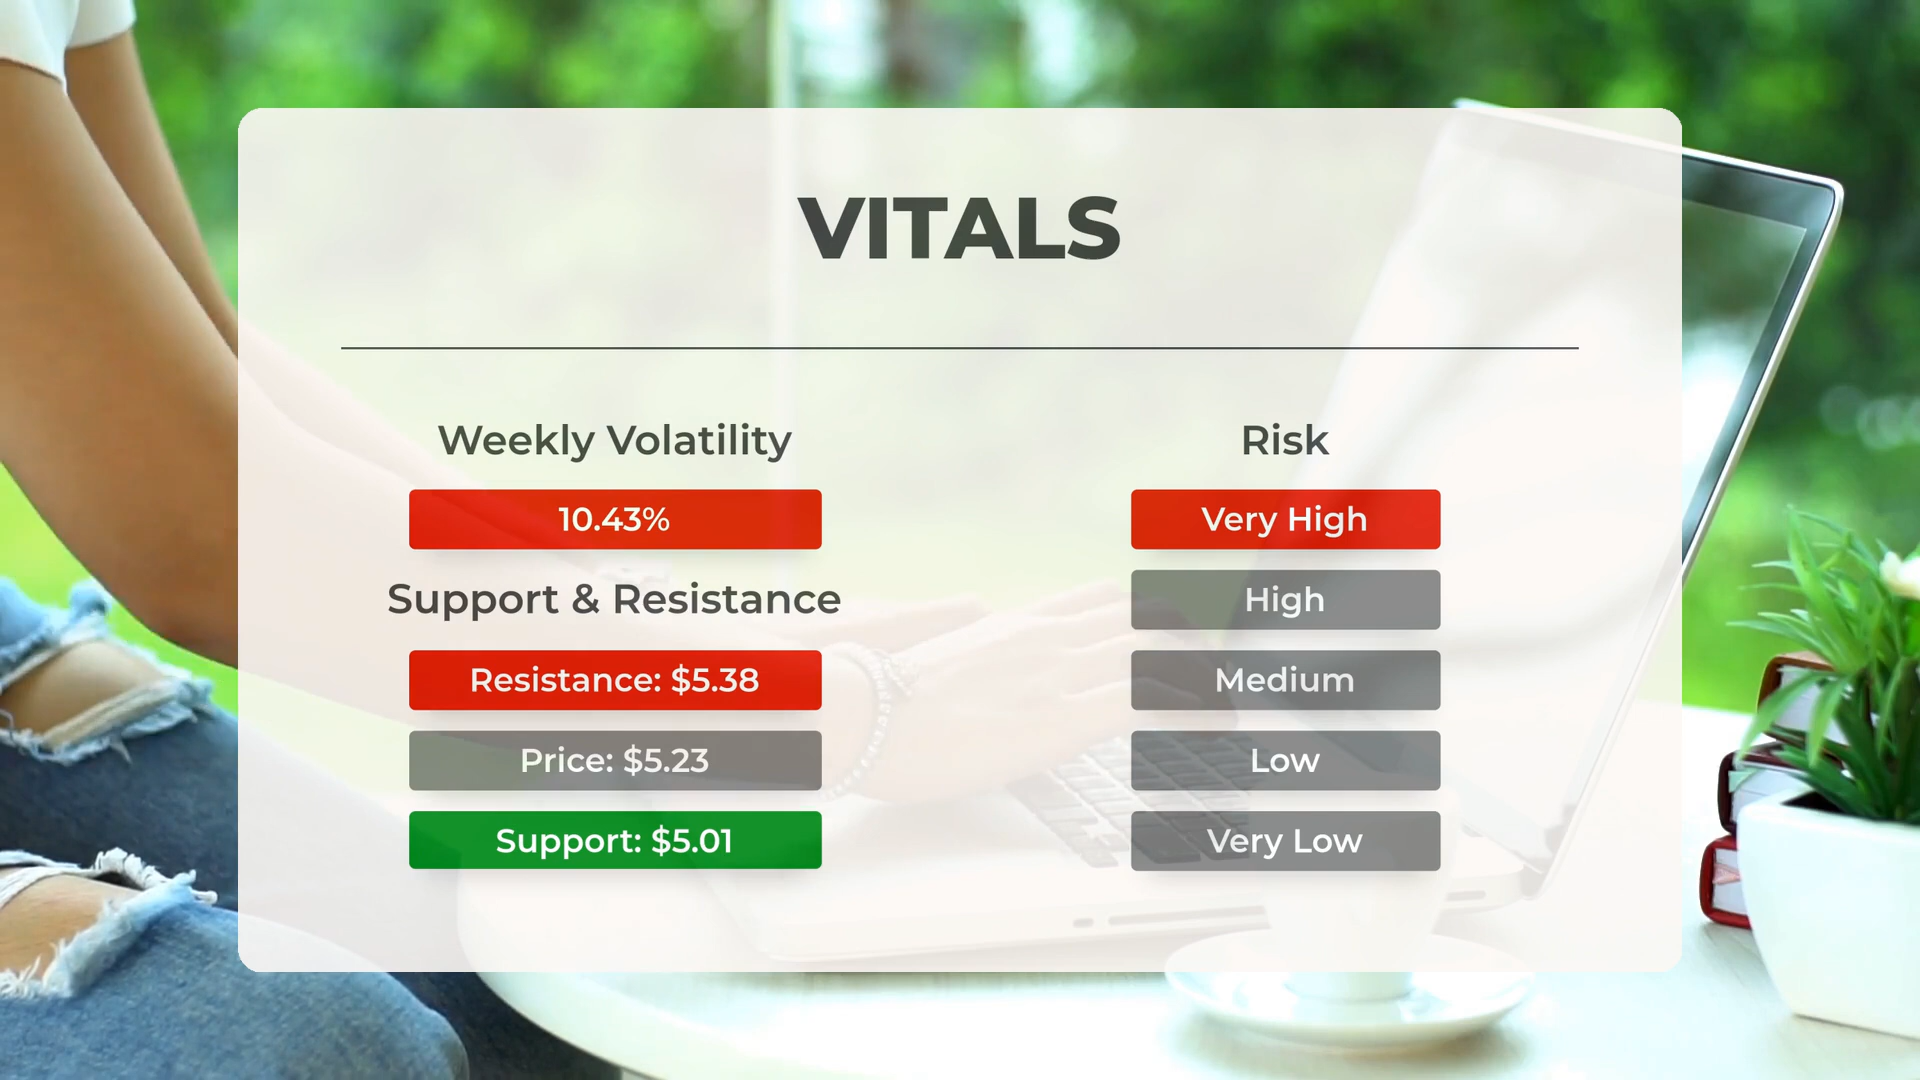 VITALS
Weekly Volatility
10.43%
Support & Resistance
Resistance: $5.38
Price: $5.23
Support: $5.01
Risk
Very High
High
Medium
Low
Very Low